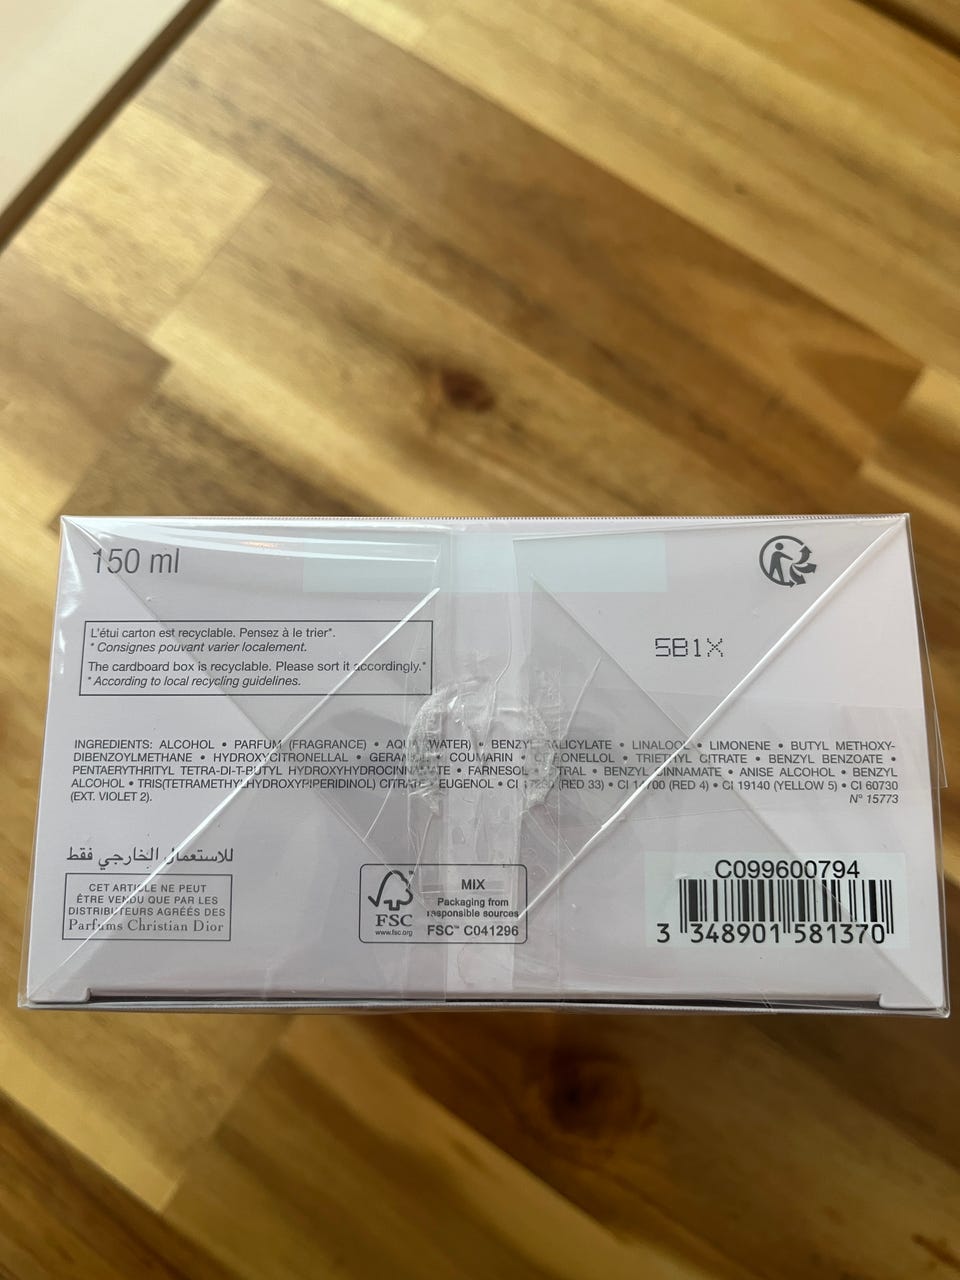 150 ml
L'étui carton est recyclable. Pensez à le trier*.
* Consignes pouvant varier localement.
The cardboard box is recyclable. Please sort it accordingly.*
* According to local recycling guidelines.
5B1X
INGREDIENTS: ALCOHOL • PARFUM (FRAGRANCE) • AQUA (WATER) • BENZYL SALICYLATE • LINALOOL • LIMONENE • BUTYL METHOXY-
DIBENZOYLMETHANE • HYDROXYCITRONELLAL • GERANIOL • COUMARIN • CITRONELLOL • TRIETHYL CITRATE • BENZYL BENZOATE •
PENTAERYTHRITYL TETRA-DI-T-BUTYL HYDROXYHYDROCINNAMATE • FARNESOL • CITRAL • BENZYL CINNAMATE • ANISE ALCOHOL • BENZYL
ALCOHOL • TRIS(TETRAMETHYLHYDROXYPIPERIDINOL) CITRATE • EUGENOL • CI 17200 (RED 33) • CI 14700 (RED 4) • CI 19140 (YELLOW 5) • CI 60730
(EXT. VIOLET 2).
N° 15773
للاستعمال الخارجي فقط
CET ARTICLE NE PEUT
ÊTRE VENDU QUE PAR LES
DISTRIBUTEURS AGRÉÉS DES
Parfums Christian Dior
FSC
www.fsc.org
MIX
Packaging from
responsible sources
FSC™ C041296
C099600794
3 348901 581370